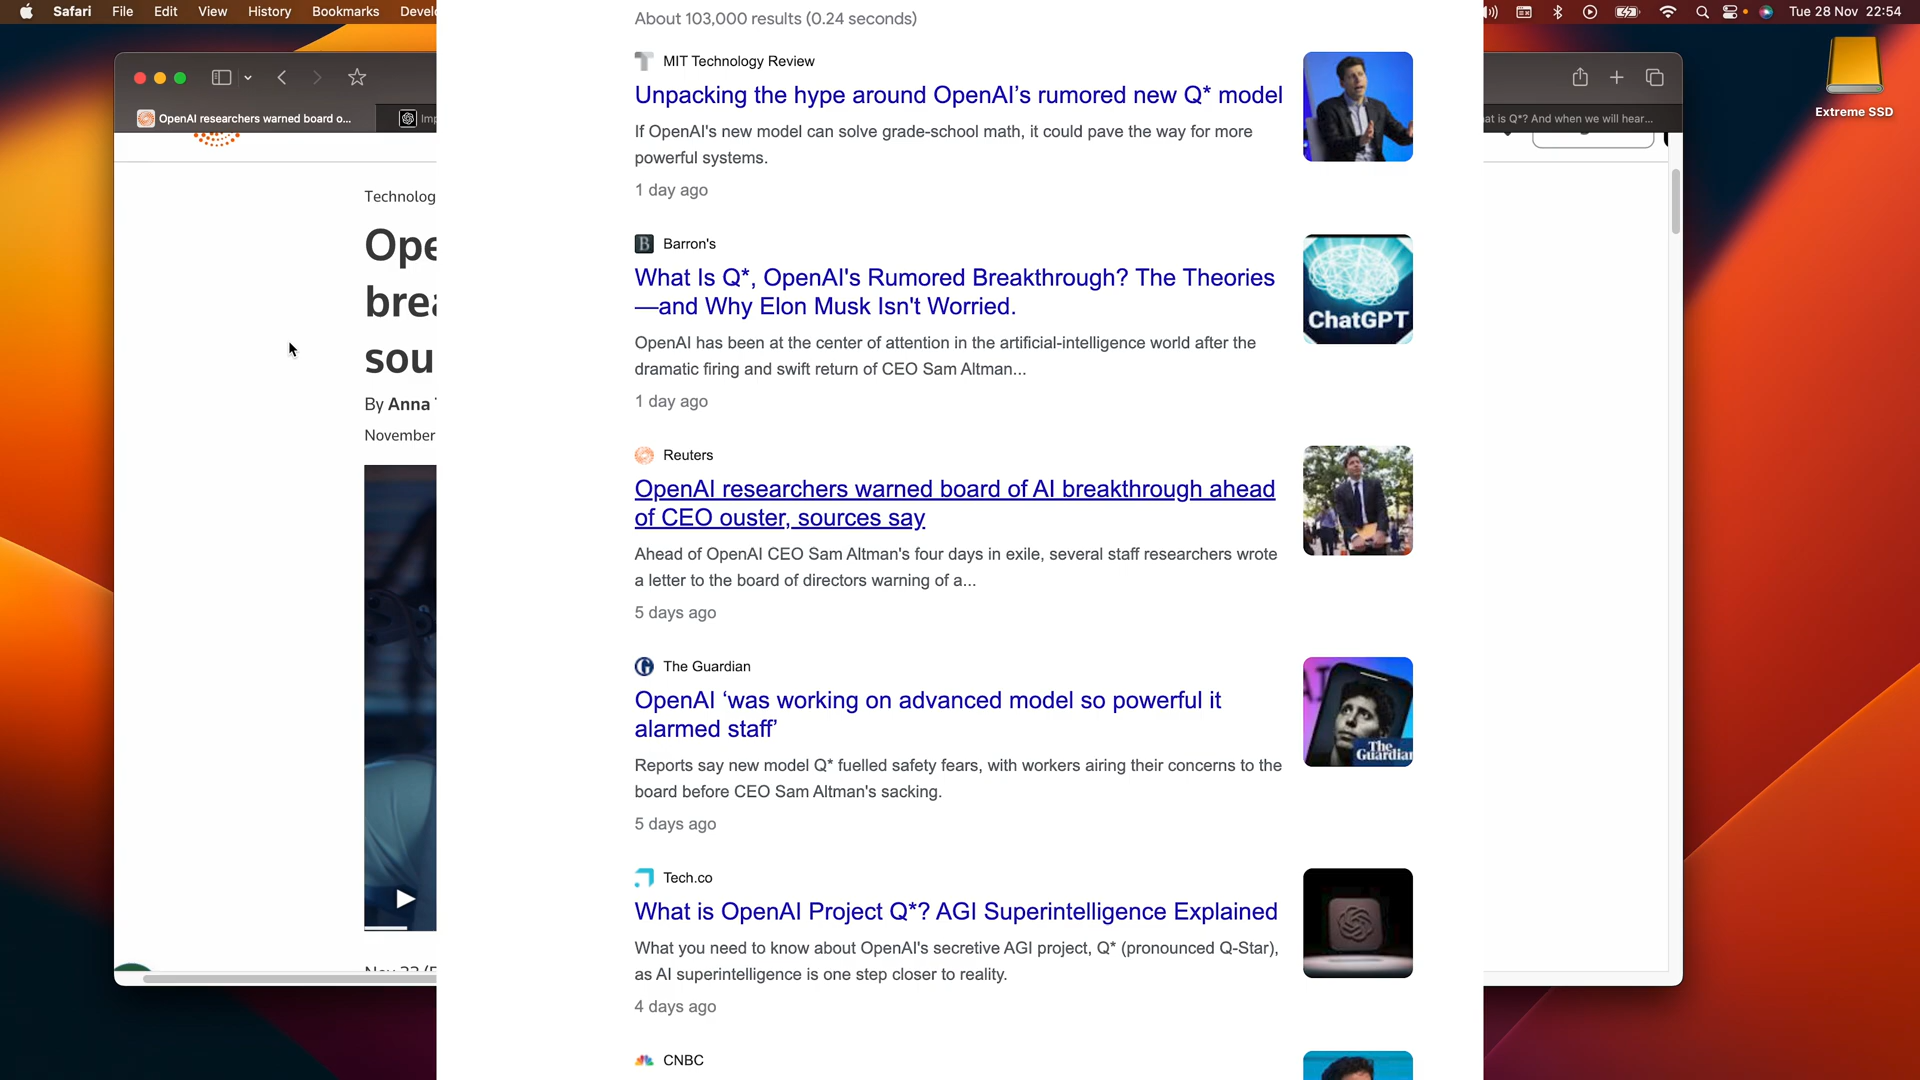 Safari File Edit View History Bookmarks
Tue 28 Nov 22:54
Extreme SSD
OpenAI researchers warned board o...
at is Q*? And when we will hear...
By Anna
November
About 103,000 results (0.24 seconds)
MIT Technology Review
Unpacking the hype around OpenAI’s rumored new Q* model
If OpenAI's new model can solve grade-school math, it could pave the way for more
powerful systems.
1 day ago
Barron's
What Is Q*, OpenAI's Rumored Breakthrough? The Theories
—and Why Elon Musk Isn't Worried.
OpenAI has been at the center of attention in the artificial-intelligence world after the
dramatic firing and swift return of CEO Sam Altman...
1 day ago
ChatGPT
Reuters
OpenAI researchers warned board of AI breakthrough ahead
of CEO ouster, sources say
Ahead of OpenAI CEO Sam Altman's four days in exile, several staff researchers wrote
a letter to the board of directors warning of a...
5 days ago
The Guardian
OpenAI ‘was working on advanced model so powerful it
alarmed staff’
Reports say new model Q* fuelled safety fears, with workers airing their concerns to the
board before CEO Sam Altman's sacking.
5 days ago
The
Guardian
Tech.co
What is OpenAI Project Q*? AGI Superintelligence Explained
What you need to know about OpenAI's secretive AGI project, Q* (pronounced Q-Star),
as AI superintelligence is one step closer to reality.
4 days ago
CNBC